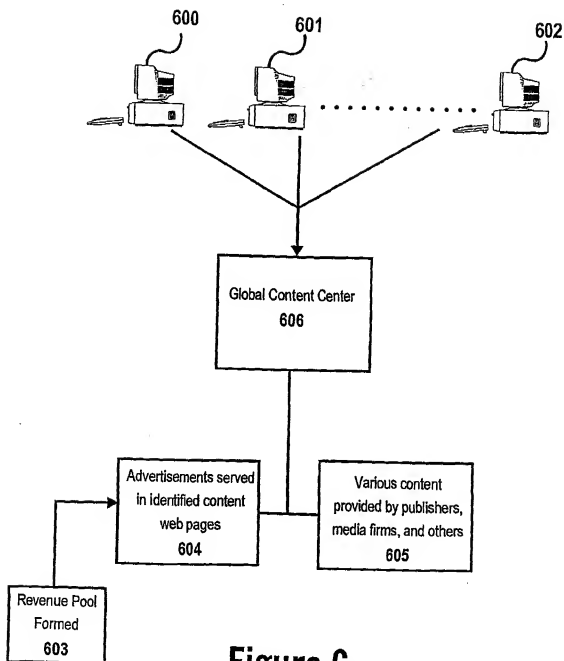 600
601
602
Global Content Center
606
Advertisements served
in identified content
web pages
604
Various content
provided by publishers,
media firms, and others
605
Revenue Pool
Formed
603
Figure 6